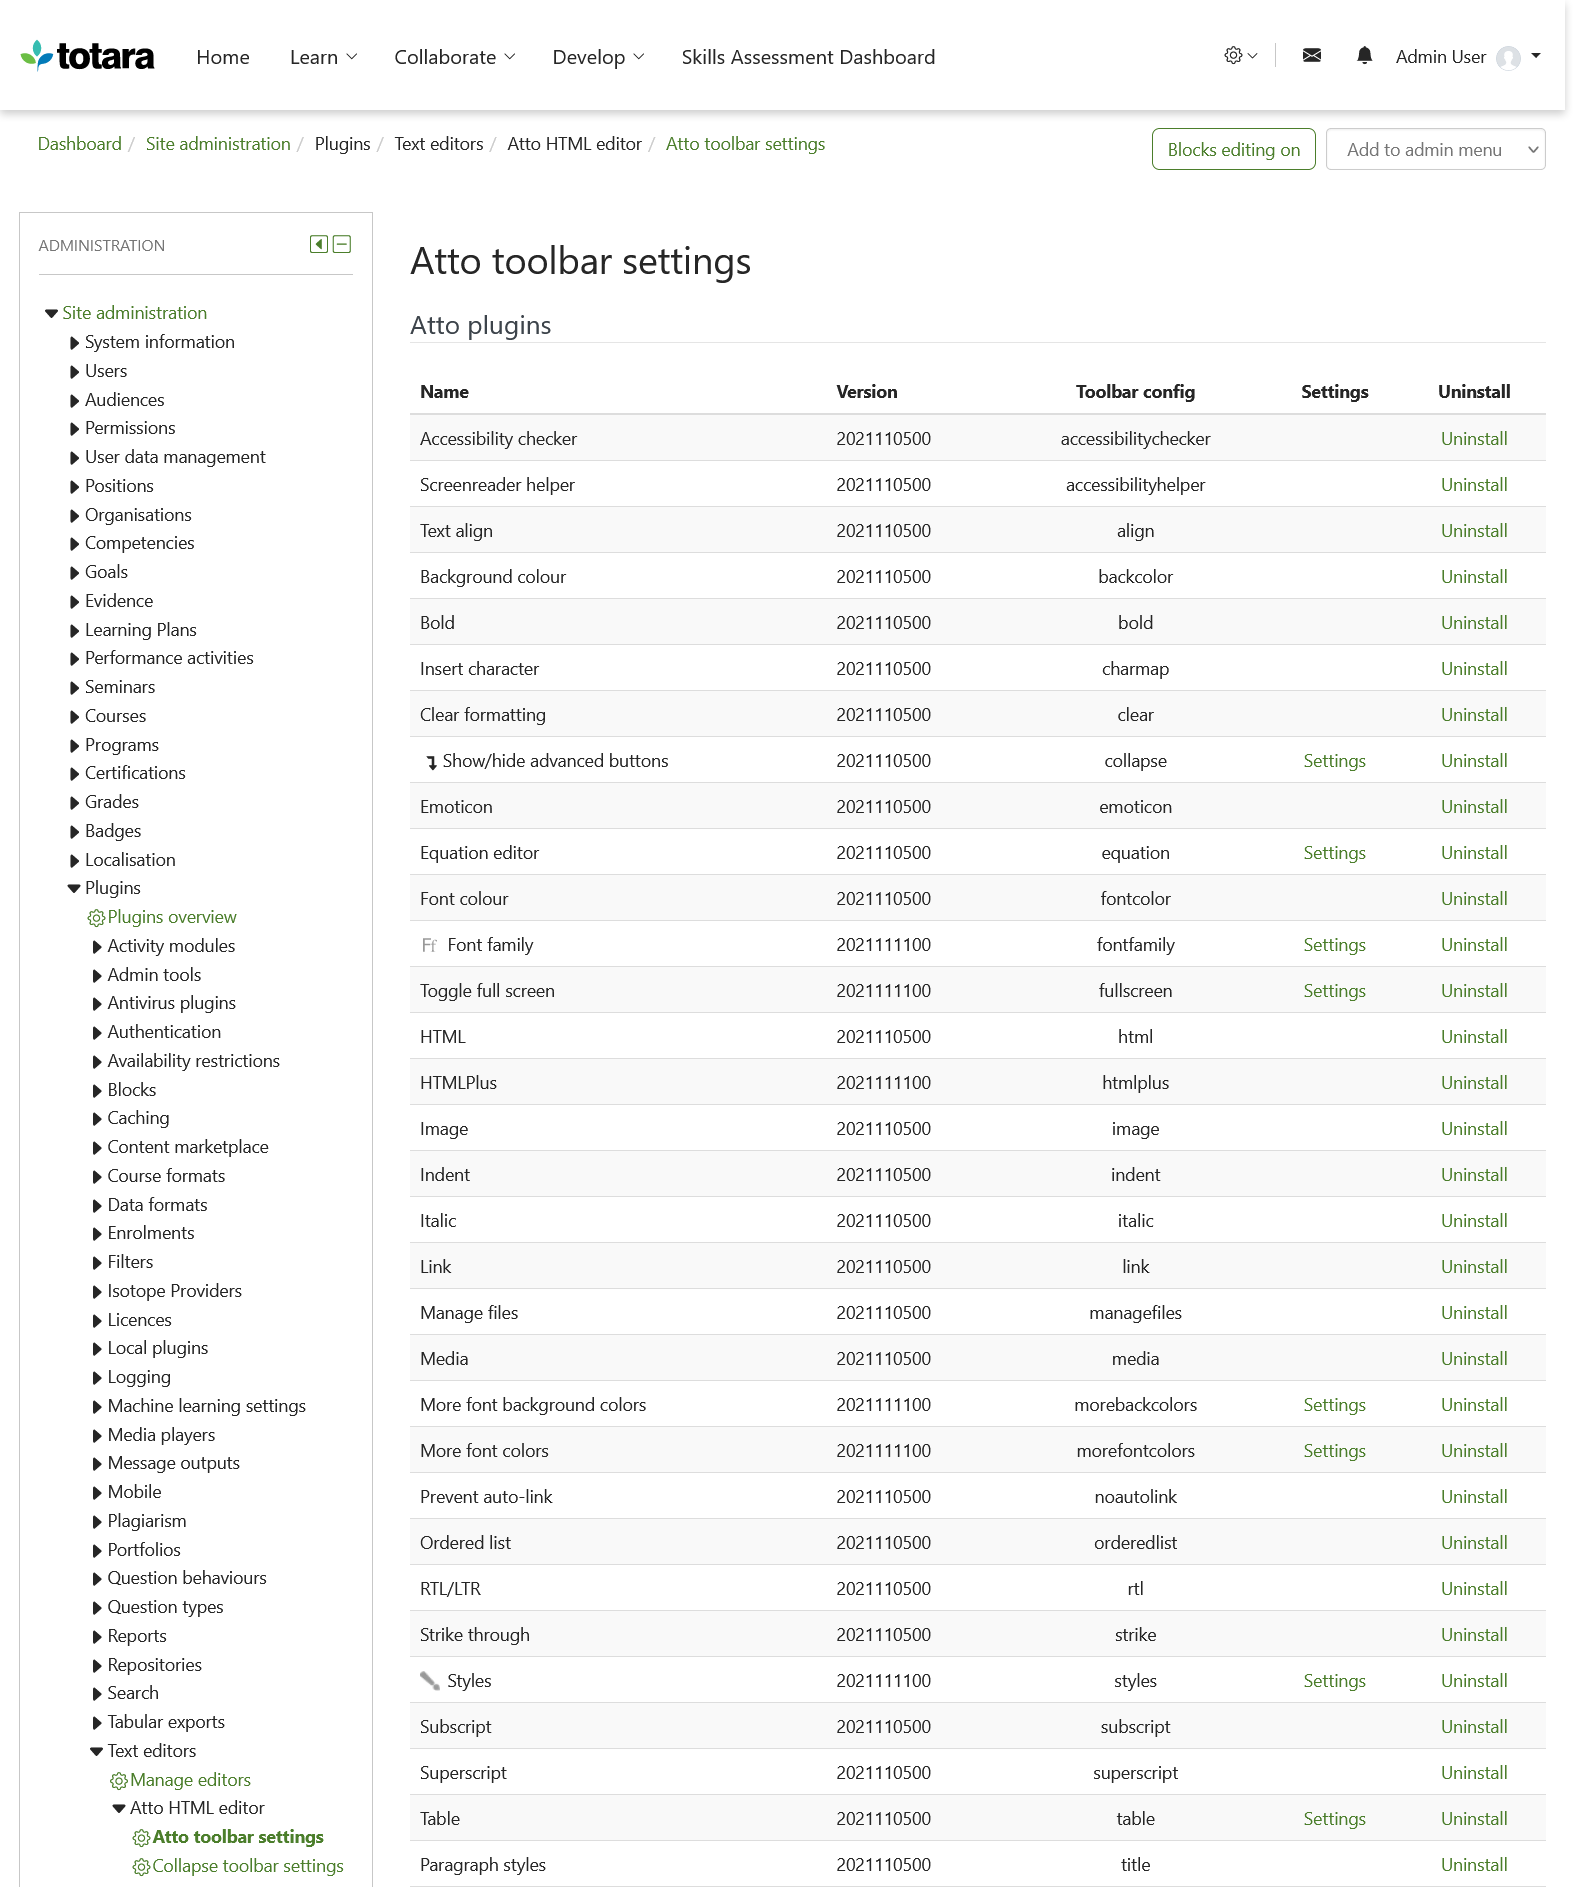 totara
Home Learn Collaborate Develop Skills Assessment Dashboard Admin User
Dashboard / Site administration / Plugins / Text editors / Atto HTML editor / Atto toolbar settings
Blocks editing on Add to admin menu
ADMINISTRATION
Site administration
System information
Users
Audiences
Permissions
User data management
Positions
Organisations
Competencies
Goals
Evidence
Learning Plans
Performance activities
Seminars
Courses
Programs
Certifications
Grades
Badges
Localisation
Plugins
Plugins overview
Activity modules
Admin tools
Antivirus plugins
Authentication
Availability restrictions
Blocks
Caching
Content marketplace
Course formats
Data formats
Enrolments
Filters
Isotope Providers
Licences
Local plugins
Logging
Machine learning settings
Media players
Message outputs
Mobile
Plagiarism
Portfolios
Question behaviours
Question types
Reports
Repositories
Search
Tabular exports
Text editors
Manage editors
Atto HTML editor
Atto toolbar settings
Collapse toolbar settings
Atto toolbar settings
Atto plugins
Name Version Toolbar config Settings Uninstall
Accessibility checker 2021110500 accessibilitychecker Uninstall
Screenreader helper 2021110500 accessibilityhelper Uninstall
Text align 2021110500 align Uninstall
Background colour 2021110500 backcolor Uninstall
Bold 2021110500 bold Uninstall
Insert character 2021110500 charmap Uninstall
Clear formatting 2021110500 clear Uninstall
Show/hide advanced buttons 2021110500 collapse Settings Uninstall
Emoticon 2021110500 emoticon Uninstall
Equation editor 2021110500 equation Settings Uninstall
Font colour 2021110500 fontcolor Uninstall
Ff Font family 2021111100 fontfamily Settings Uninstall
Toggle full screen 2021111100 fullscreen Settings Uninstall
HTML 2021110500 html Uninstall
HTMLPlus 2021111100 htmlplus Uninstall
Image 2021110500 image Uninstall
Indent 2021110500 indent Uninstall
Italic 2021110500 italic Uninstall
Link 2021110500 link Uninstall
Manage files 2021110500 managefiles Uninstall
Media 2021110500 media Uninstall
More font background colors 2021111100 morebackcolors Settings Uninstall
More font colors 2021111100 morefontcolors Settings Uninstall
Prevent auto-link 2021110500 noautolink Uninstall
Ordered list 2021110500 orderedlist Uninstall
RTL/LTR 2021110500 rtl Uninstall
Strike through 2021110500 strike Uninstall
Styles 2021111100 styles Settings Uninstall
Subscript 2021110500 subscript Uninstall
Superscript 2021110500 superscript Uninstall
Table 2021110500 table Settings Uninstall
Paragraph styles 2021110500 title Uninstall